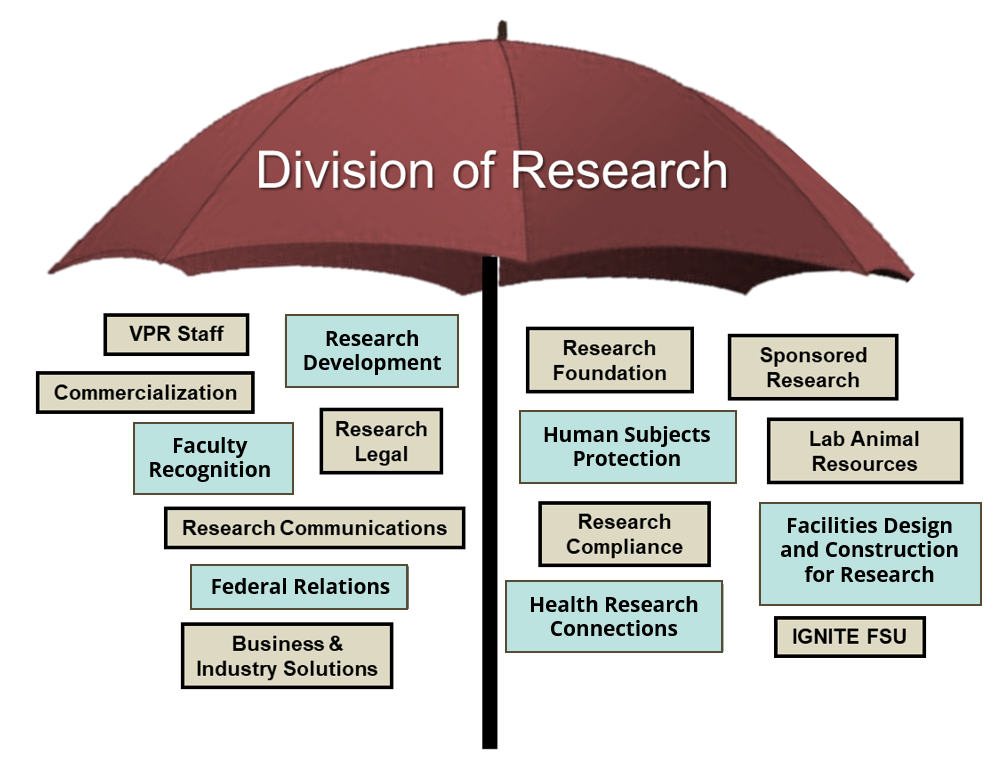 Division of Research
VPR Staff
Research
Development
Commercialization
Faculty
Recognition
Research
Legal
Research Communications
Federal Relations
Business &
Industry Solutions
Research
Foundation
Sponsored
Research
Human Subjects
Protection
Lab Animal
Resources
Research
Compliance
Facilities Design
and Construction
for Research
Health Research
Connections
IGNITE FSU